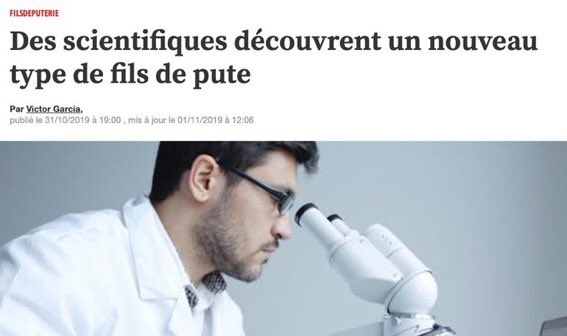 FILSDEPUTERIE
Des scientifiques découvrent un nouveau
type de fils de pute
Par Victor Garcia,
publié le 31/10/2019 à 19:00 , mis à jour le 01/11/2019 à 12:06